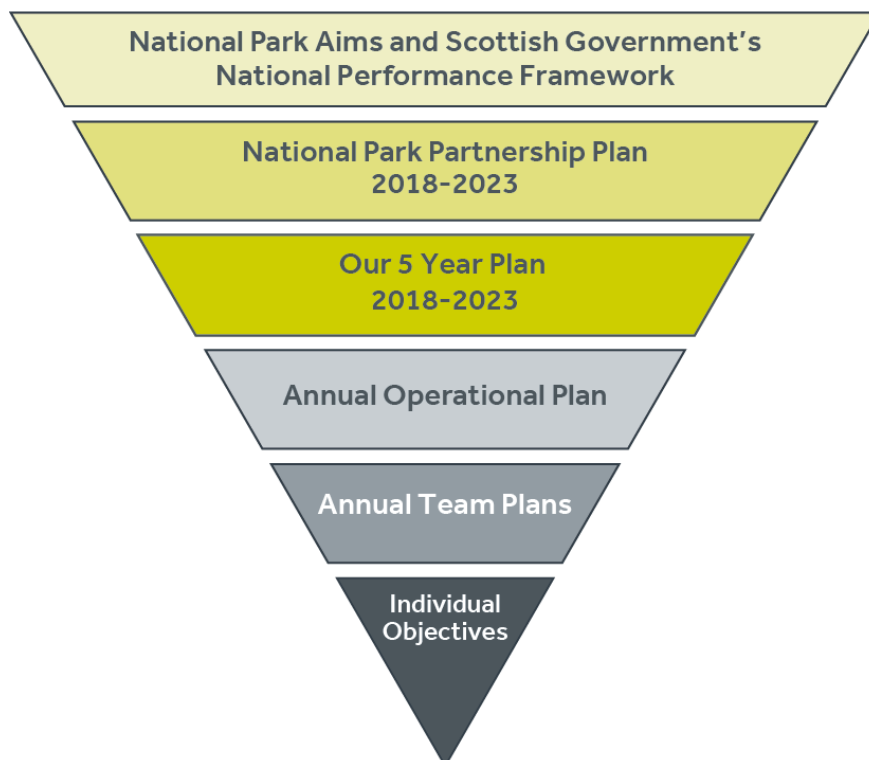 National Park Aims and Scottish Government's
National Performance Framework
National Park Partnership Plan
2018-2023
Our 5 Year Plan
2018-2023
Annual Operational Plan
Annual Team Plans
Individual
Objectives